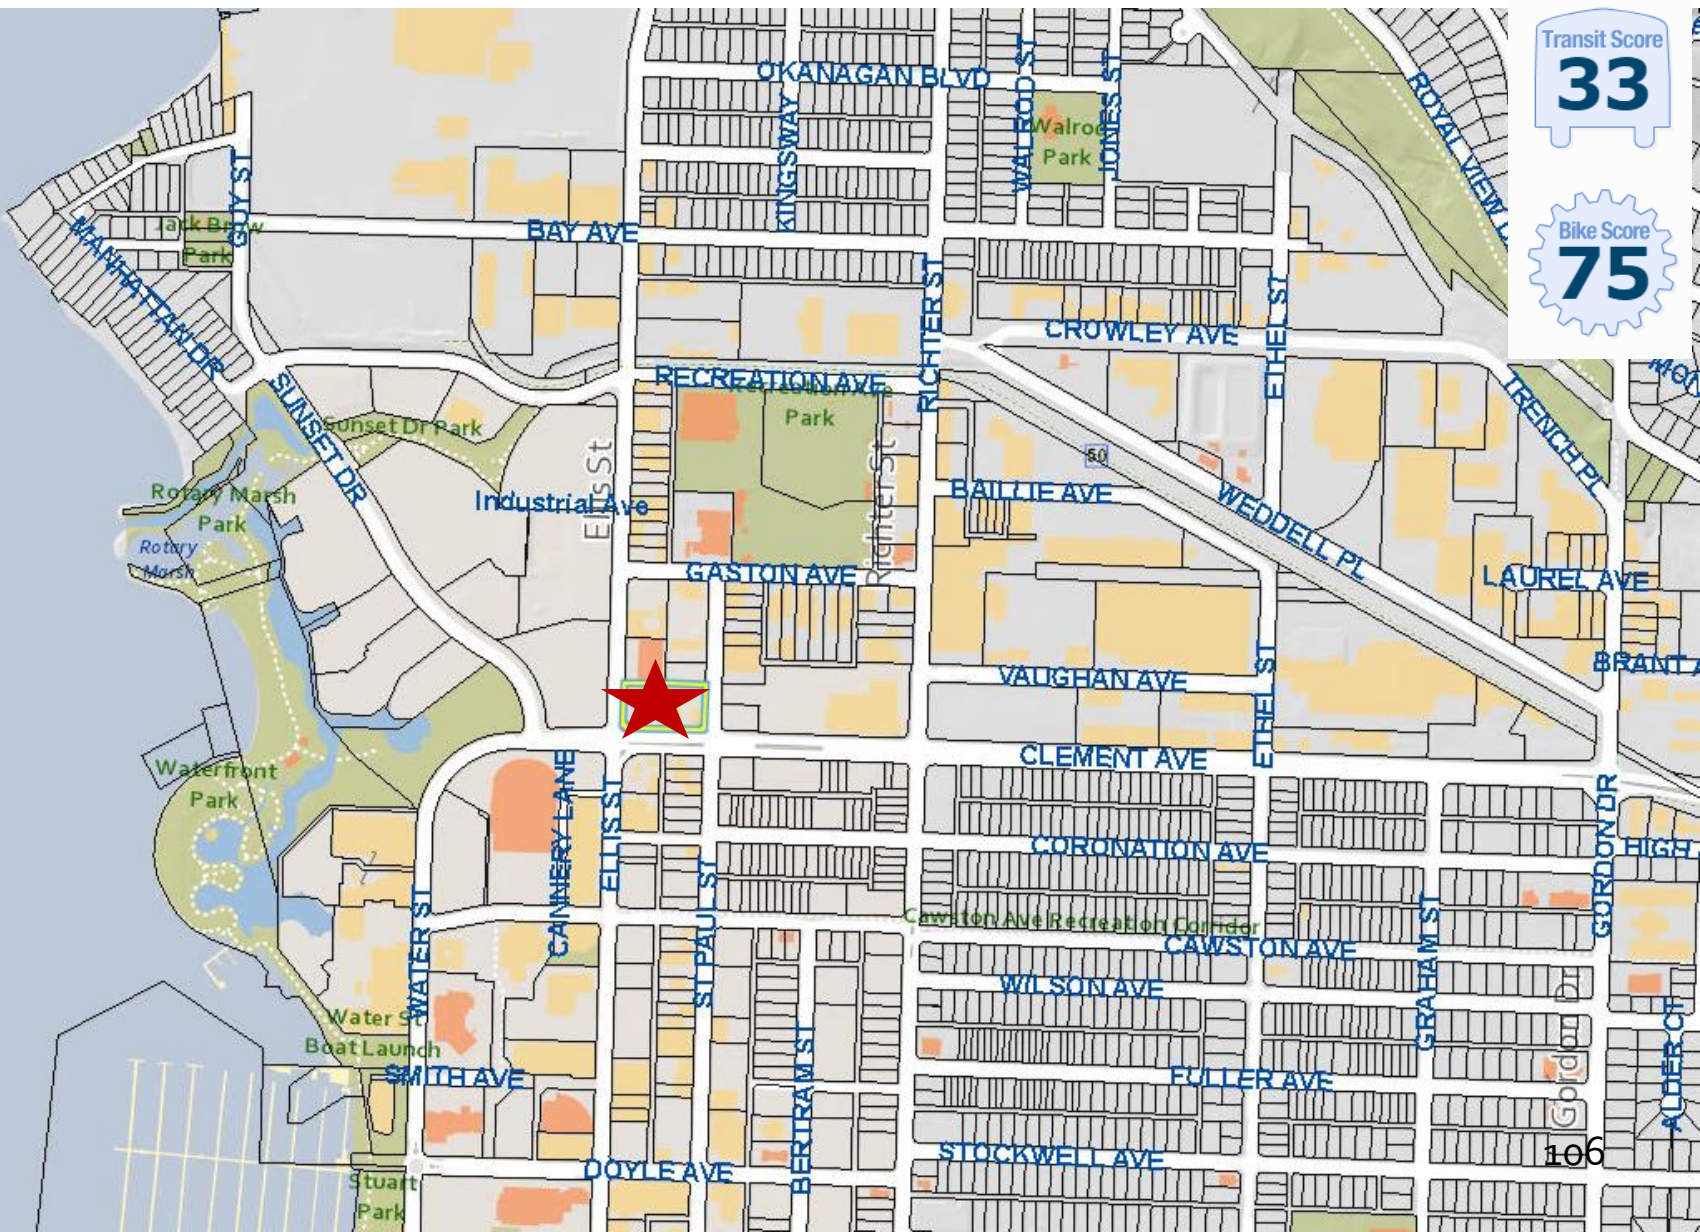 Transit Score
33
Bike Score
75
OKANAGAN BLVD
WALROD ST
JONES ST
KINGSWAY
Park
ROYAL VIEW
GUY ST
Park
BAY AVE
MANHATTAN DR
RICHTER ST
CROWLEY AVE
ETHEL ST
TRENCH PL
RECREATION AVE
Recreation Ave
Park
SUNSET DR
Sunset Dr Park
Ellis St
Richter St
50
Rotary Marsh
Park
Rotary
Marsh
Industrial Ave
BAILLIE AVE
WEDDELL PL
GASTON AVE
LAUREL AVE
VAUGHAN AVE
BRANT
ETHEL ST
CLEMENT AVE
Waterfront
Park
CANNERY LANE
ELLIS ST
ST PAUL ST
CORONATION AVE
GORDON DR
HIGH
WATER ST
Cawston Ave Recreation Corridor
CAWSTON AVE
GRAHAM ST
WILSON AVE
Water St
Boat Launch
SMITH AVE
BERTRAM ST
FULLER AVE
Gordon Dr
ALDER CT
DOYLE AVE
STOCKWELL AVE
Stuart
Park
106